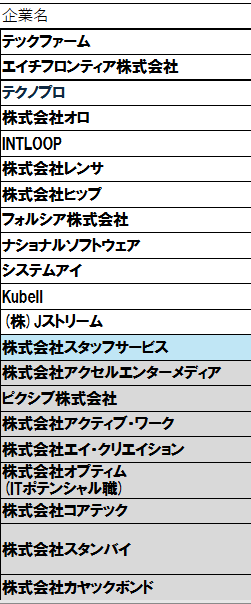 企業名
テックファーム
エイチフロンティア株式会社
テクノプロ
株式会社オロ
INTLOOP
株式会社レンサ
株式会社ヒップ
フォルシア株式会社
ナショナルソフトウェア
システムアイ
Kubell
(株)Jストリーム
株式会社スタッフサービス
株式会社アクセルエンターメディア
ピクシブ株式会社
株式会社アクティブ・ワーク
株式会社エイ・クリエイション
株式会社オプティム
(ITポテンシャル職)
株式会社コアテック
株式会社スタンバイ
株式会社カヤックボンド